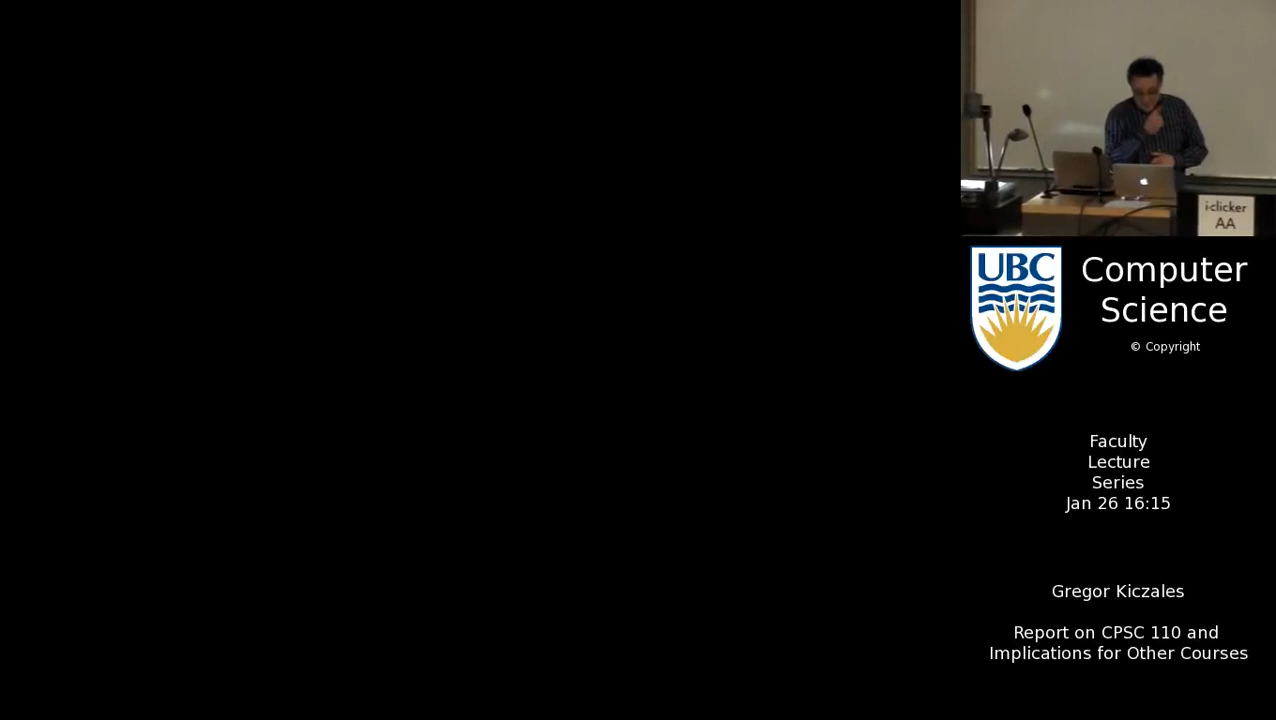 i-clicker
AA
UBC
Computer
Science
© Copyright
Faculty
Lecture
Series
Jan 26 16:15
Gregor Kiczales
Report on CPSC 110 and
Implications for Other Courses